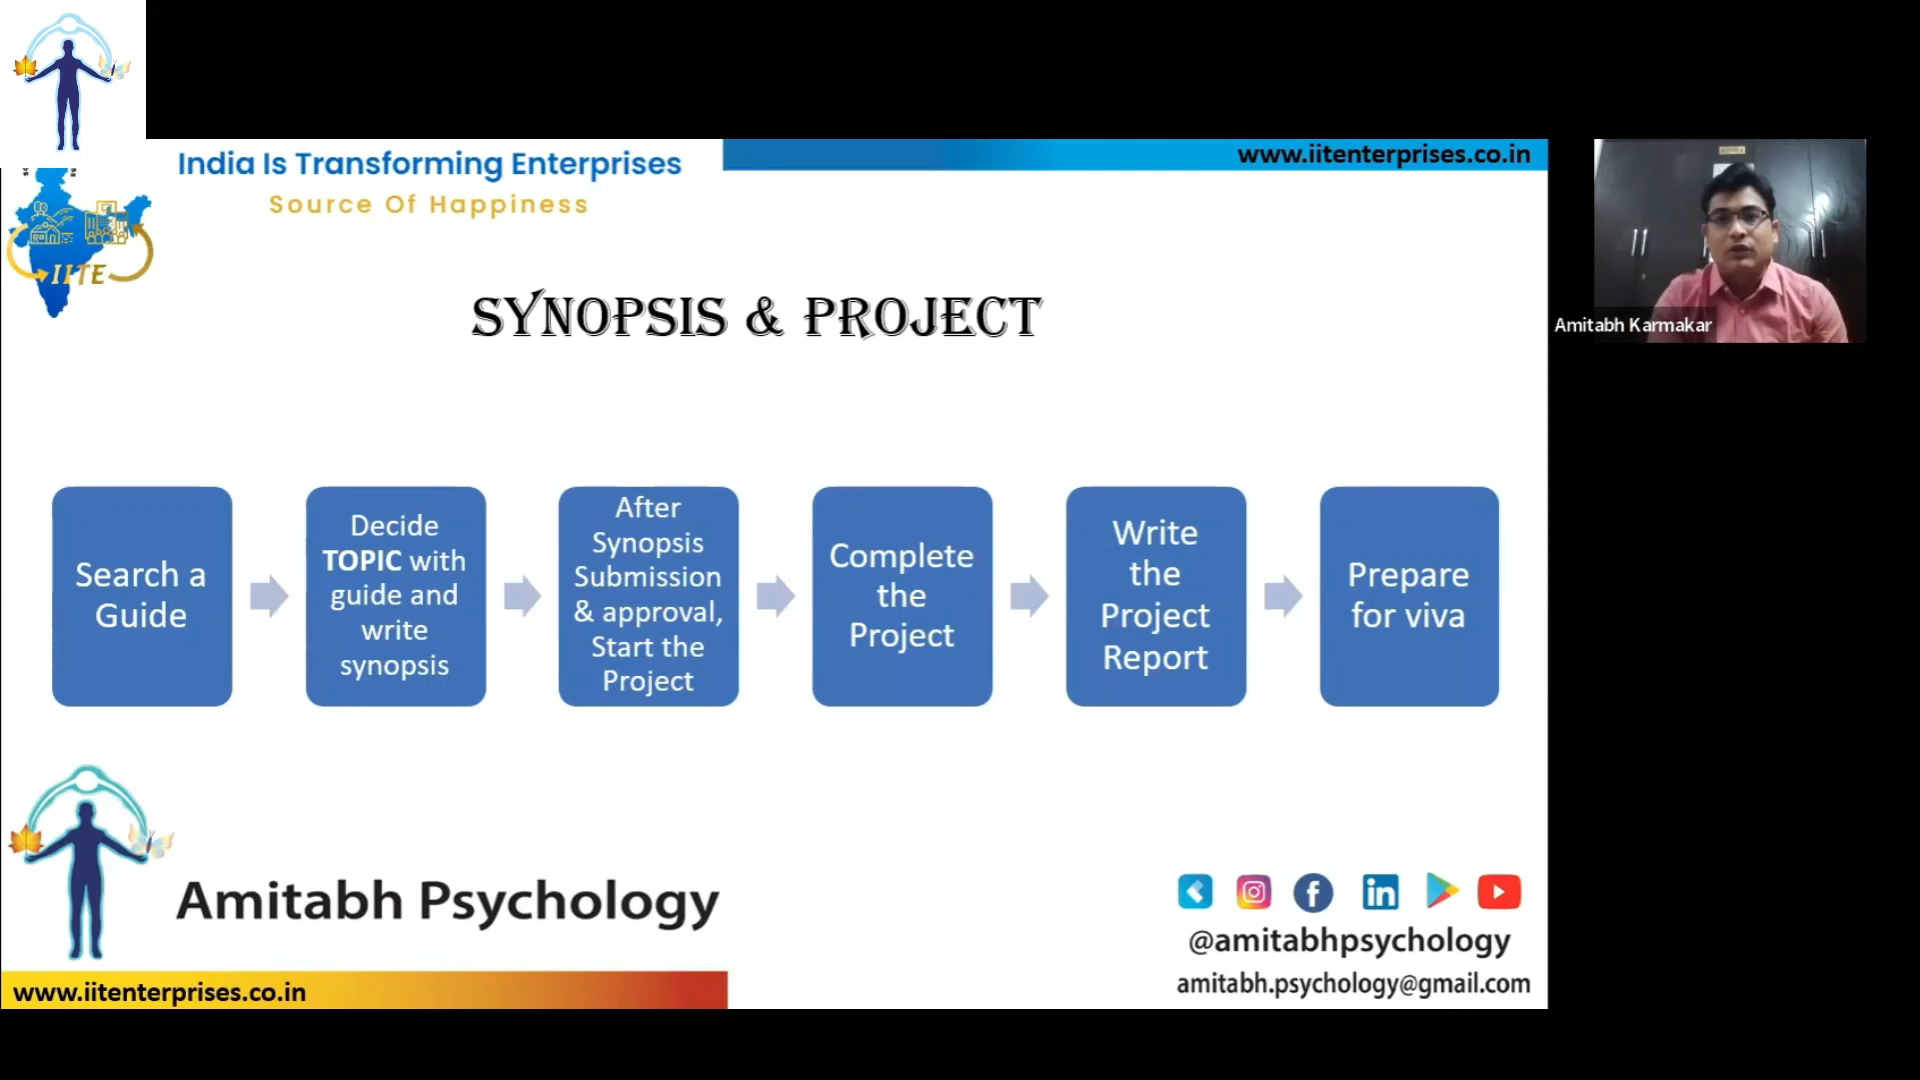 India Is Transforming Enterprises
www.iitenterprises.co.in
Source Of Happiness
IITE
SYNOPSIS & PROJECT
Amitabh Karmakar
Search a
Guide
Decide
TOPIC with
guide and
write
synopsis
After
Synopsis
Submission
& approval,
Start the
Project
Complete
the
Project
Write
the
Project
Report
Prepare
for viva
Amitabh Psychology
@amitabhpsychology
amitabh.psychology@gmail.com
www.iitenterprises.co.in